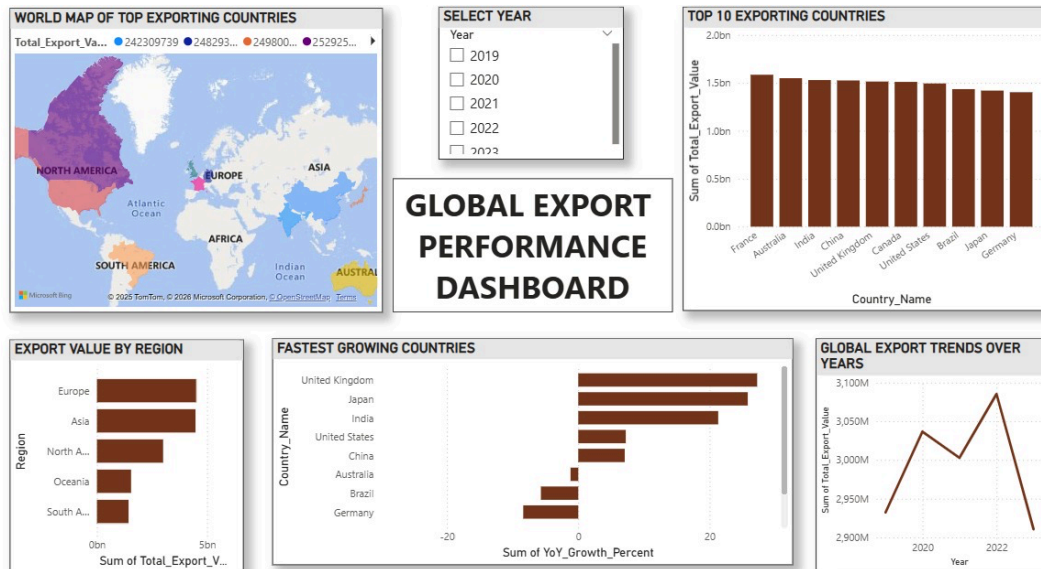 WORLD MAP OF TOP EXPORTING COUNTRIES
Total_Export_Va... 242309739 248293... 249800... 252925...
NORTH AMERICA
EUROPE
ASIA
Atlantic
Ocean
AFRICA
SOUTH AMERICA
Indian
Ocean
AUSTRAL
Microsoft Bing
© 2025 TomTom, © 2026 Microsoft Corporation, © OpenStreetMap Terms
SELECT YEAR
Year
2019
2020
2021
2022
2023
GLOBAL EXPORT
PERFORMANCE
DASHBOARD
TOP 10 EXPORTING COUNTRIES
Sum of Total_Export_Value
2.0bn
1.5bn
1.0bn
0.5bn
0.0bn
France
Australia
India
China
United Kingdom
Canada
United States
Brazil
Japan
Germany
Country_Name
EXPORT VALUE BY REGION
Region
Europe
Asia
North A...
Oceania
South A...
0bn 5bn
Sum of Total_Export_V...
FASTEST GROWING COUNTRIES
Country_Name
United Kingdom
Japan
India
United States
China
Australia
Brazil
Germany
-20 0 20
Sum of YoY_Growth_Percent
GLOBAL EXPORT TRENDS OVER
YEARS
Sum of Total_Export_Value
3,100M
3,050M
3,000M
2,950M
2,900M
2020 2022
Year